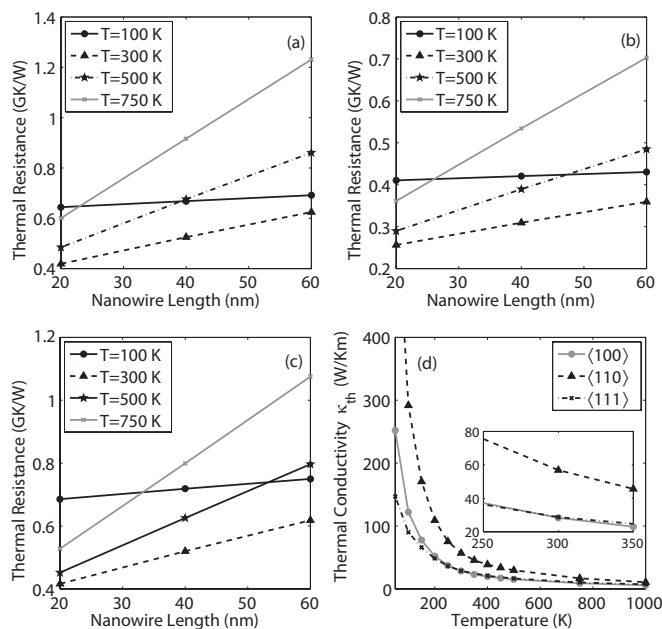 (a)
T=100 K
T=300 K
T=500 K
T=750 K
1.4
1.2
1
0.8
0.6
0.4
20
30
40
50
60
Thermal Resistance (GK/W)
Nanowire Length (nm)
(b)
T=100 K
T=300 K
T=500 K
T=750 K
0.8
0.7
0.6
0.5
0.4
0.3
0.2
20
30
40
50
60
Thermal Resistance (GK/W)
Nanowire Length (nm)
(c)
T=100 K
T=300 K
T=500 K
T=750 K
1.2
1
0.8
0.6
0.4
20
30
40
50
60
Thermal Resistance (GK/W)
Nanowire Length (nm)
(d)
⟨100⟩
⟨110⟩
⟨111⟩
400
300
200
100
0
200
400
600
800
1000
80
60
40
20
250
300
350
Thermal Conductivity κth (W/Km)
Temperature (K)